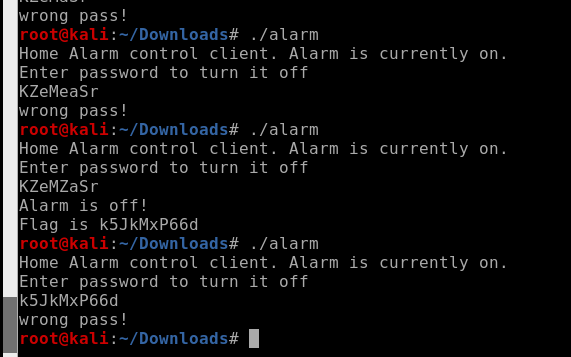 wrong pass!
root@kali:~/Downloads# ./alarm
Home Alarm control client. Alarm is currently on.
Enter password to turn it off
KZeMeaSr
wrong pass!
root@kali:~/Downloads# ./alarm
Home Alarm control client. Alarm is currently on.
Enter password to turn it off
KZeMZaSr
Alarm is off!
Flag is k5JkMxP66d
root@kali:~/Downloads# ./alarm
Home Alarm control client. Alarm is currently on.
Enter password to turn it off
k5JkMxP66d
wrong pass!
root@kali:~/Downloads#